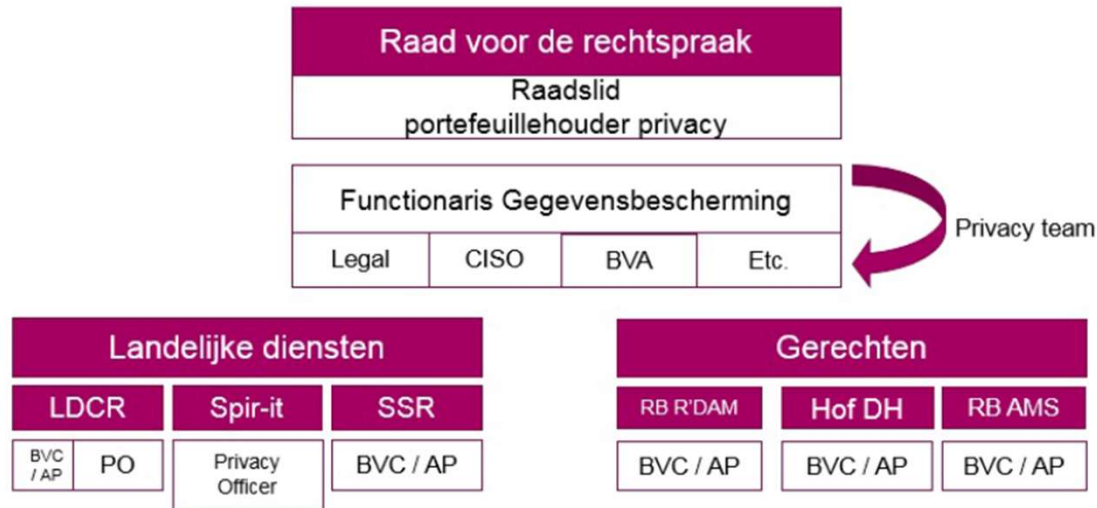 Raad voor de rechtspraak
Raadslid
portefeuillehouder privacy
Functionaris Gegevensbescherming
Legal
CISO
BVA
Etc.
Privacy team
Landelijke diensten
LDCR
Spir-it
SSR
BVC
/ AP
PO
Privacy
Officer
BVC / AP
Gerechten
RB R'DAM
Hof DH
RB AMS
BVC / AP
BVC / AP
BVC / AP